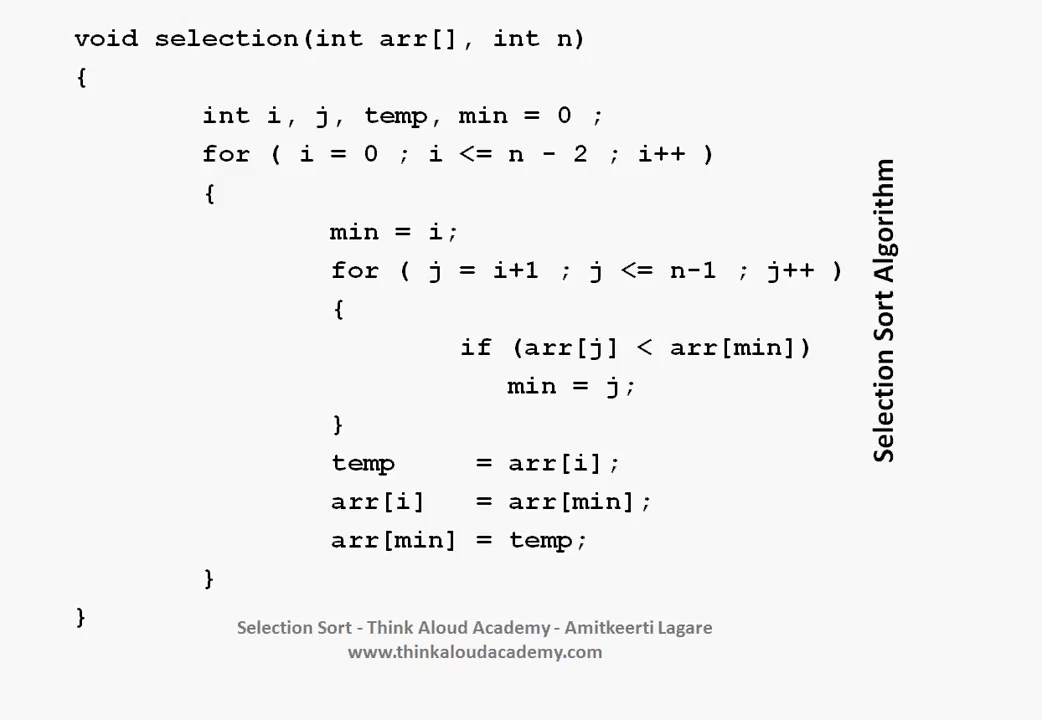 void selection(int arr[], int n)
{
int i, j, temp, min = 0 ;
for ( i = 0 ; i <= n - 2 ; i++ )
{
min = i;
for ( j = i+1 ; j <= n-1 ; j++ )
{
if (arr[j] < arr[min])
min = j;
}
temp = arr[i];
arr[i] = arr[min];
arr[min] = temp;
}
}
Selection Sort Algorithm
Selection Sort - Think Aloud Academy - Amitkeerti Lagare
www.thinkaloudacademy.com